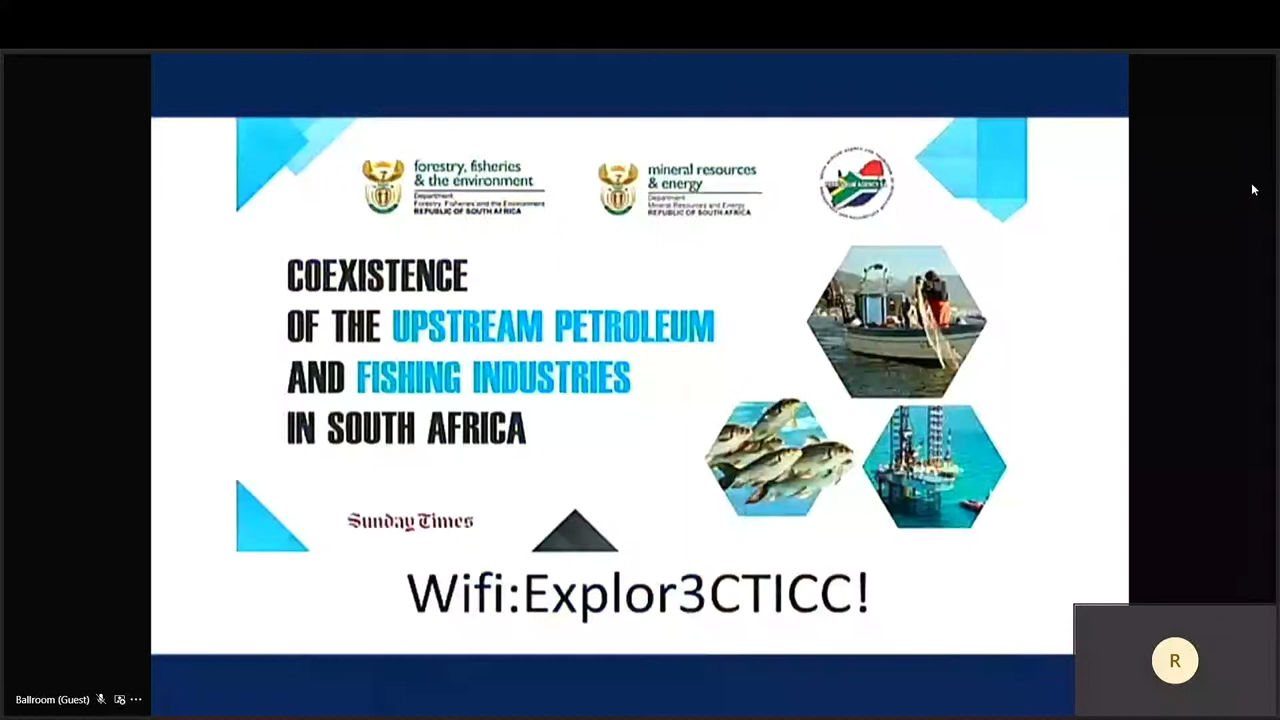 forestry, fisheries
& the environment
Department:
Forestry, Fisheries and the Environment
REPUBLIC OF SOUTH AFRICA
mineral resources
& energy
Department:
Mineral Resources and Energy
REPUBLIC OF SOUTH AFRICA
COEXISTENCE
OF THE UPSTREAM PETROLEUM
AND FISHING INDUSTRIES
IN SOUTH AFRICA
Sunday Times
Wifi:Explor3CTICC!
R
Ballroom (Guest)